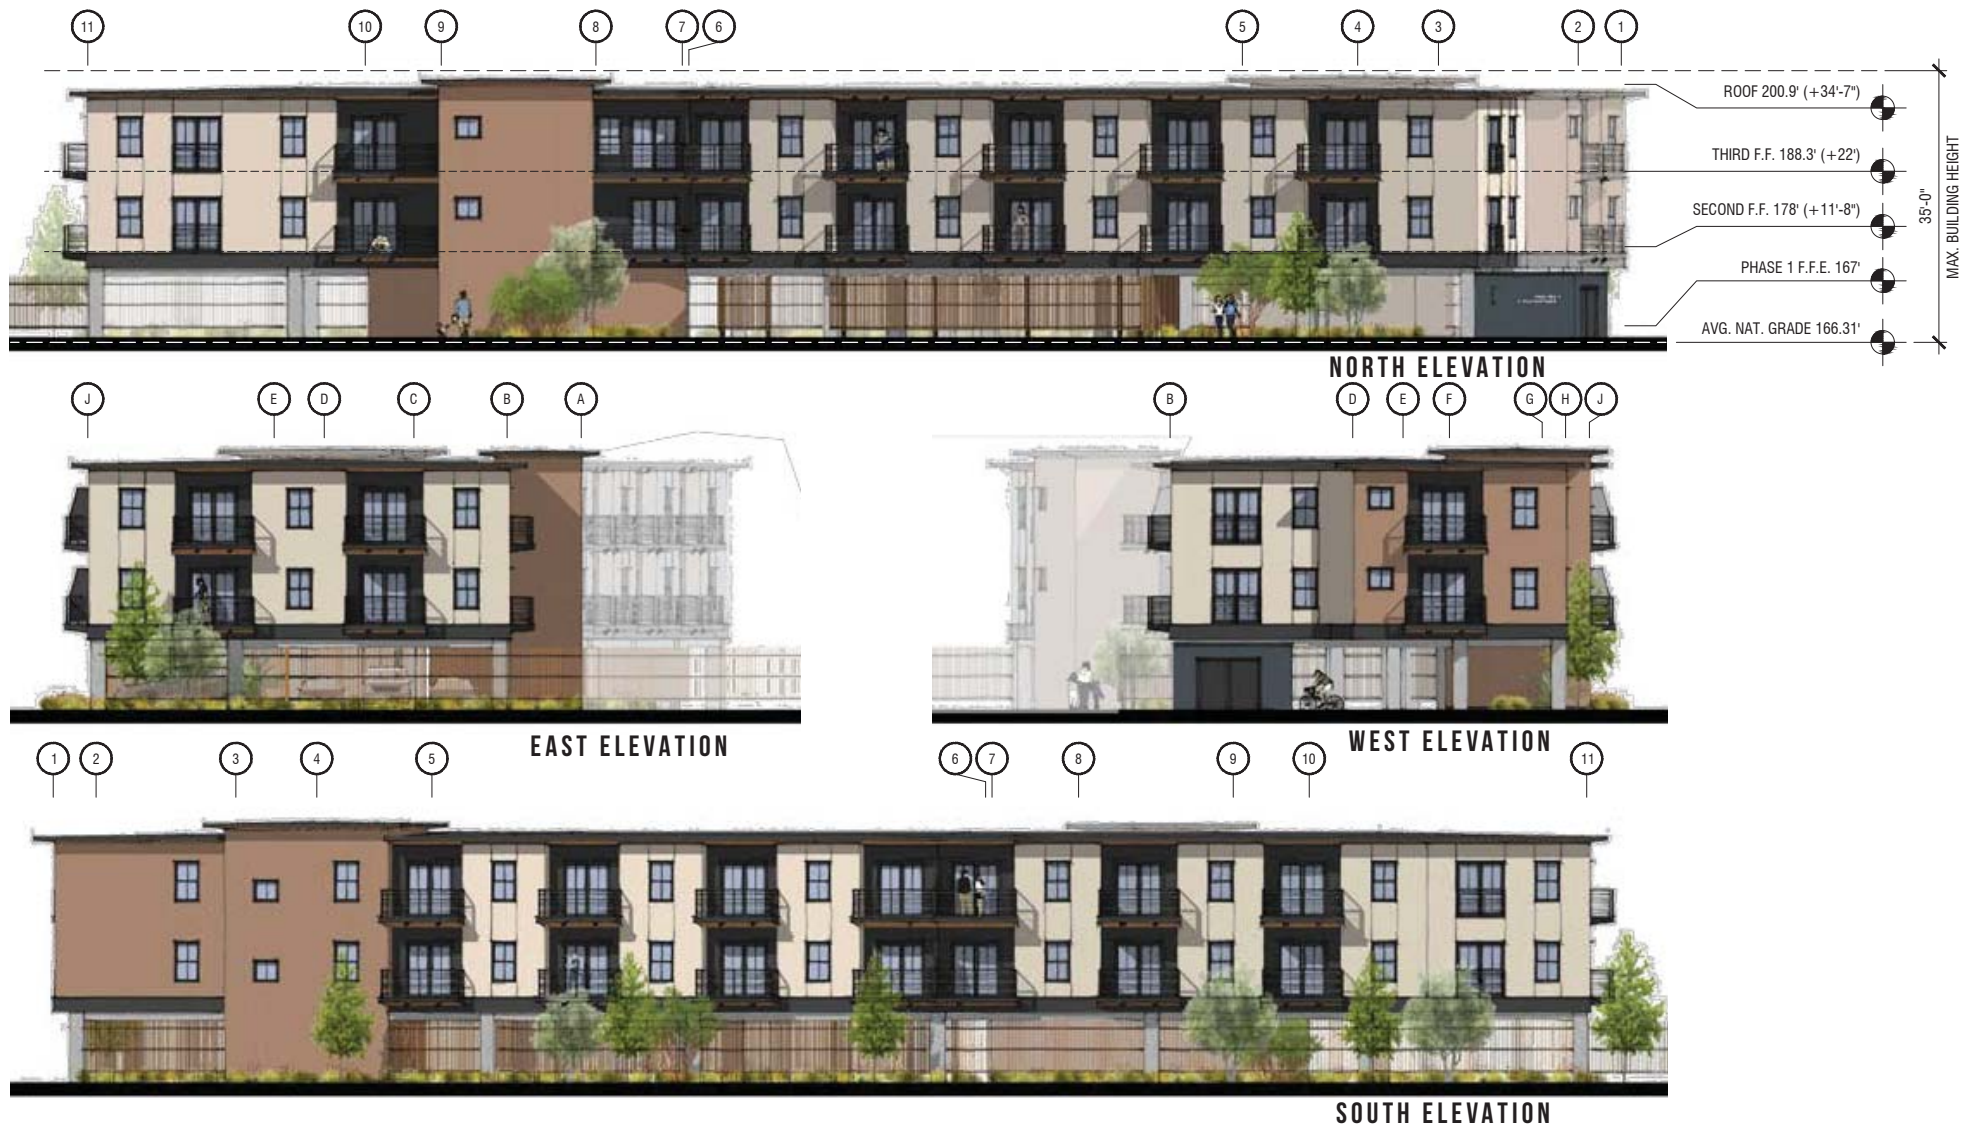 11 10 9 8 7 6 5 4 3 2 1
ROOF 200.9' (+34'-7")
THIRD F.F. 188.3' (+22')
SECOND F.F. 178' (+11'-8")
PHASE 1 F.F.E. 167'
AVG. NAT. GRADE 166.31'
35'-0"
MAX. BUILDING HEIGHT
NORTH ELEVATION
J E D C B A
B D E F G H J
EAST ELEVATION
WEST ELEVATION
1 2 3 4 5 6 7 8 9 10 11
SOUTH ELEVATION